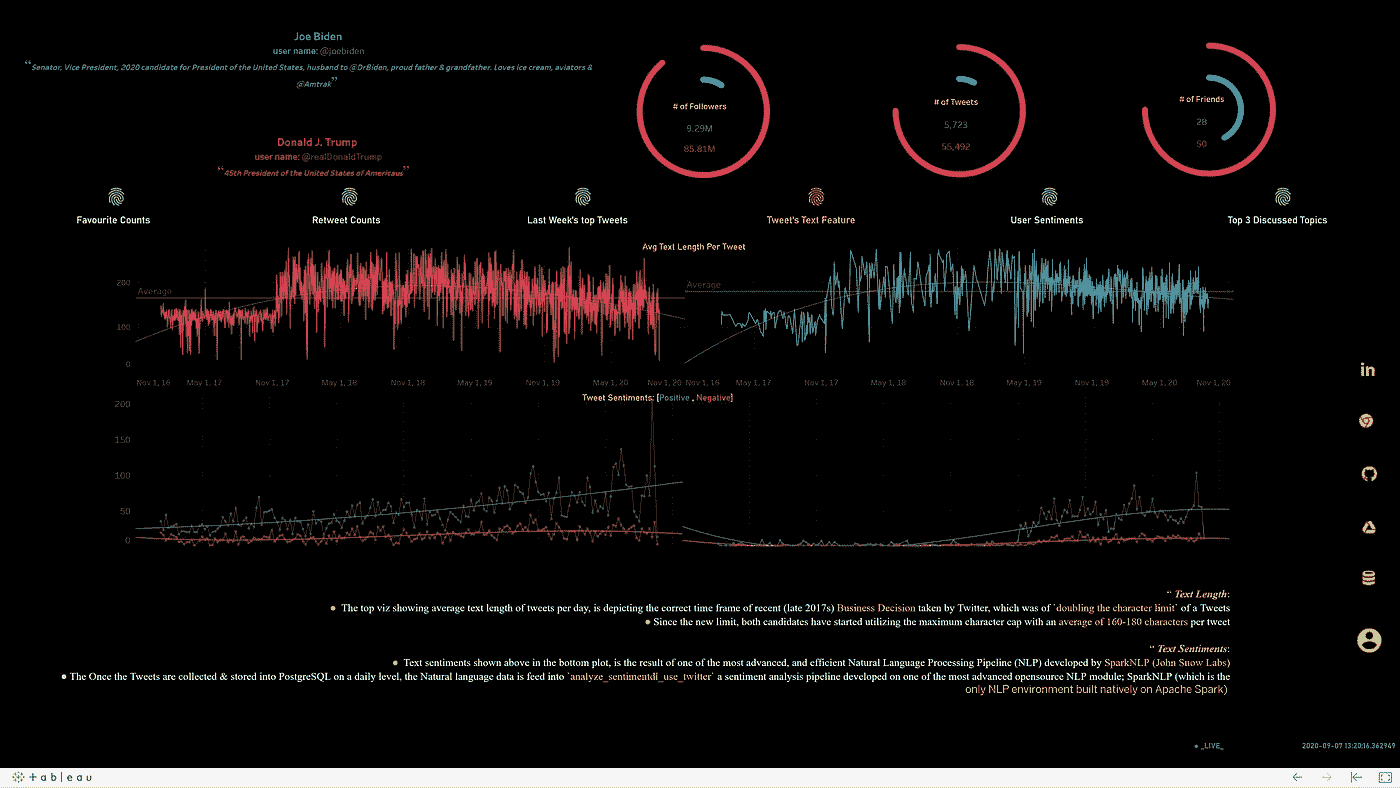 Joe Biden
user name: @joebiden
“Senator, Vice President, 2020 candidate for President of the United States, husband to @DrBiden, proud father & grandfather. Loves ice cream, aviators &
@Amtrak”
Donald J. Trump
user name: @realDonaldTrump
“45th President of the United States of Americaus”
# of Followers
9.29M
85.81M
# of Tweets
5,723
55,492
# of Friends
28
50
Favourite Counts
Retweet Counts
Last Week's top Tweets
Tweet's Text Feature
User Sentiments
Top 3 Discussed Topics
Avg Text Length Per Tweet
200
100
0
Average
Average
Nov 1, 16 May 1, 17 Nov 1, 17 May 1, 18 Nov 1, 18 May 1, 19 Nov 1, 19 May 1, 20 Nov 1, 20
Nov 1, 16 May 1, 17 Nov 1, 17 May 1, 18 Nov 1, 18 May 1, 19 Nov 1, 19 May 1, 20 Nov 1, 20
Tweet Sentiments: [Positive , Negative]
200
150
100
50
0
in
“ Text Length:
● The top viz showing average text length of tweets per day, is depicting the correct time frame of recent (late 2017s) Business Decision taken by Twitter, which was of `doubling the character limit` of a Tweets
● Since the new limit, both candidates have started utilizing the maximum character cap with an average of 160-180 characters per tweet
“ Text Sentiments:
● Text sentiments shown above in the bottom plot, is the result of one of the most advanced, and efficient Natural Language Processing Pipeline (NLP) developed by SparkNLP (John Snow Labs)
● The Once the Tweets are collected & stored into PostgreSQL on a daily level, the Natural language data is feed into `analyze_sentimentdl_use_twitter` a sentiment analysis pipeline developed on one of the most advanced opensource NLP module; SparkNLP (which is the
only NLP environment built natively on Apache Spark)
● _LIVE_
2020-09-07 13:20:16.362949
+ a b l e a u